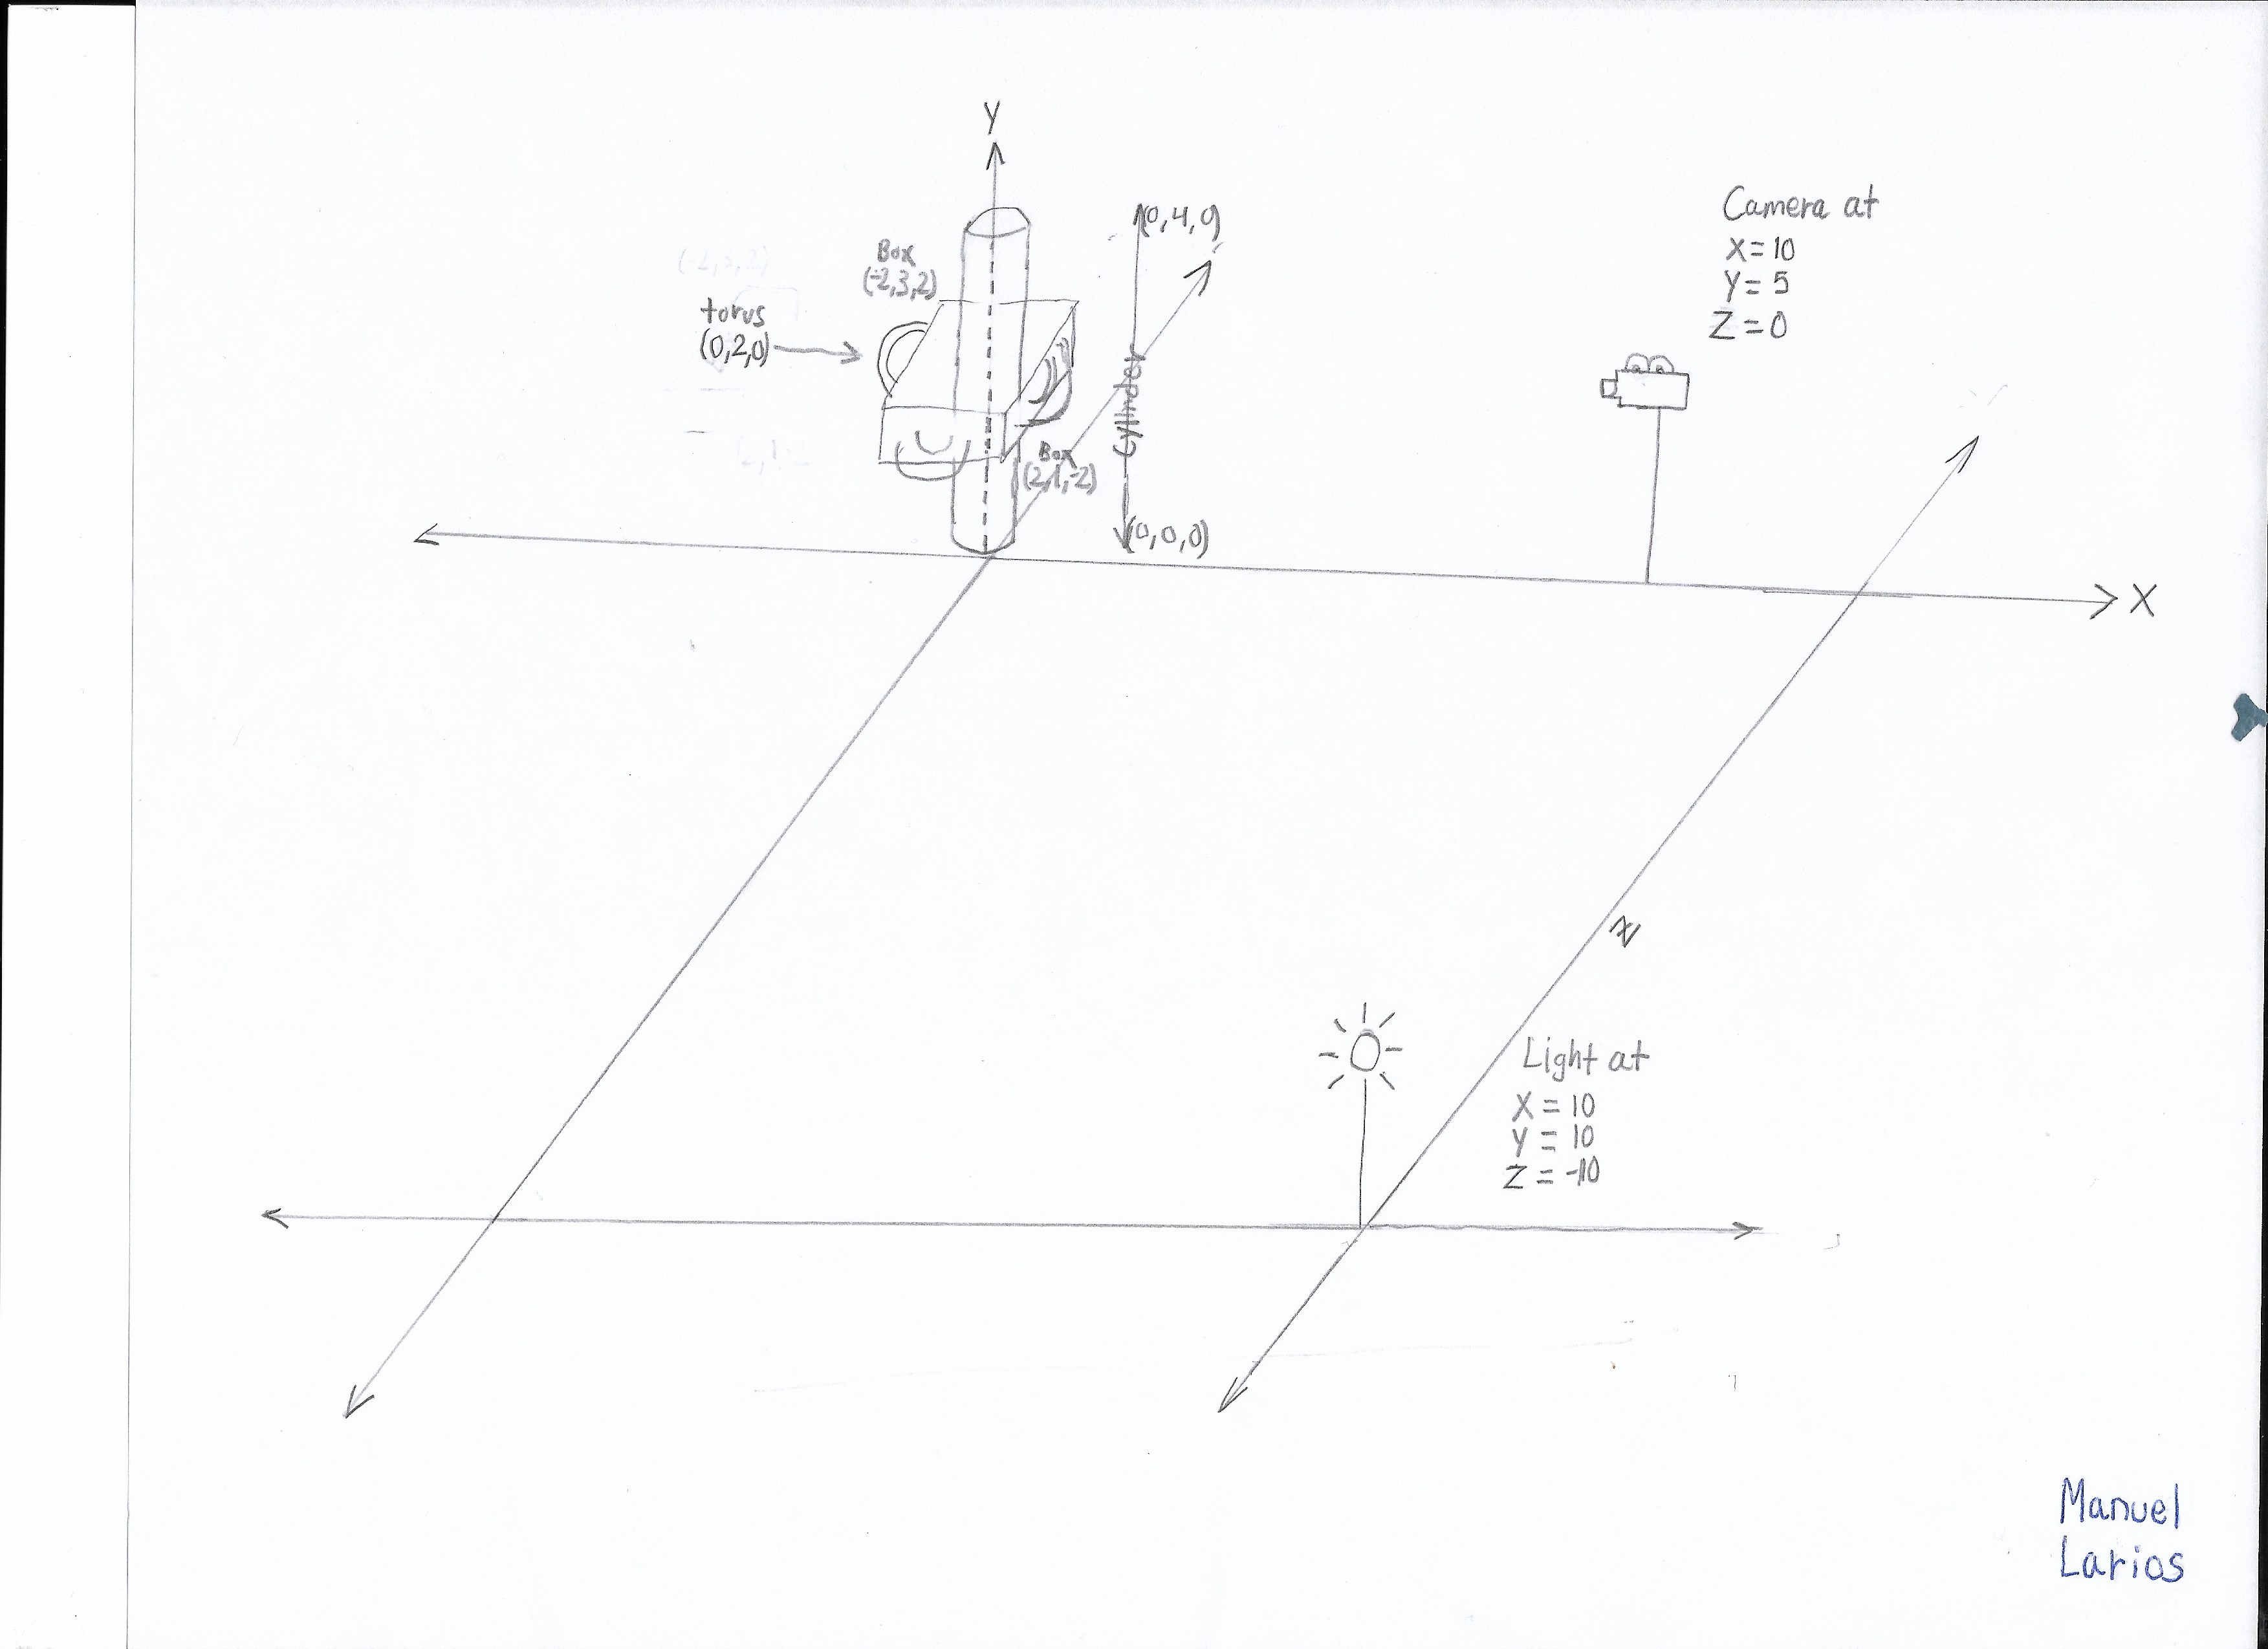 Y
(0,4,0)
Camera at
X=10
Y=5
Z=0
Box
(-2,3,2)
torus
(0,2,0)
Cylinder
Box
(2,1,-2)
(0,0,0)
X
Z
Light at
X=10
Y=10
Z=-10
Manuel
Larios